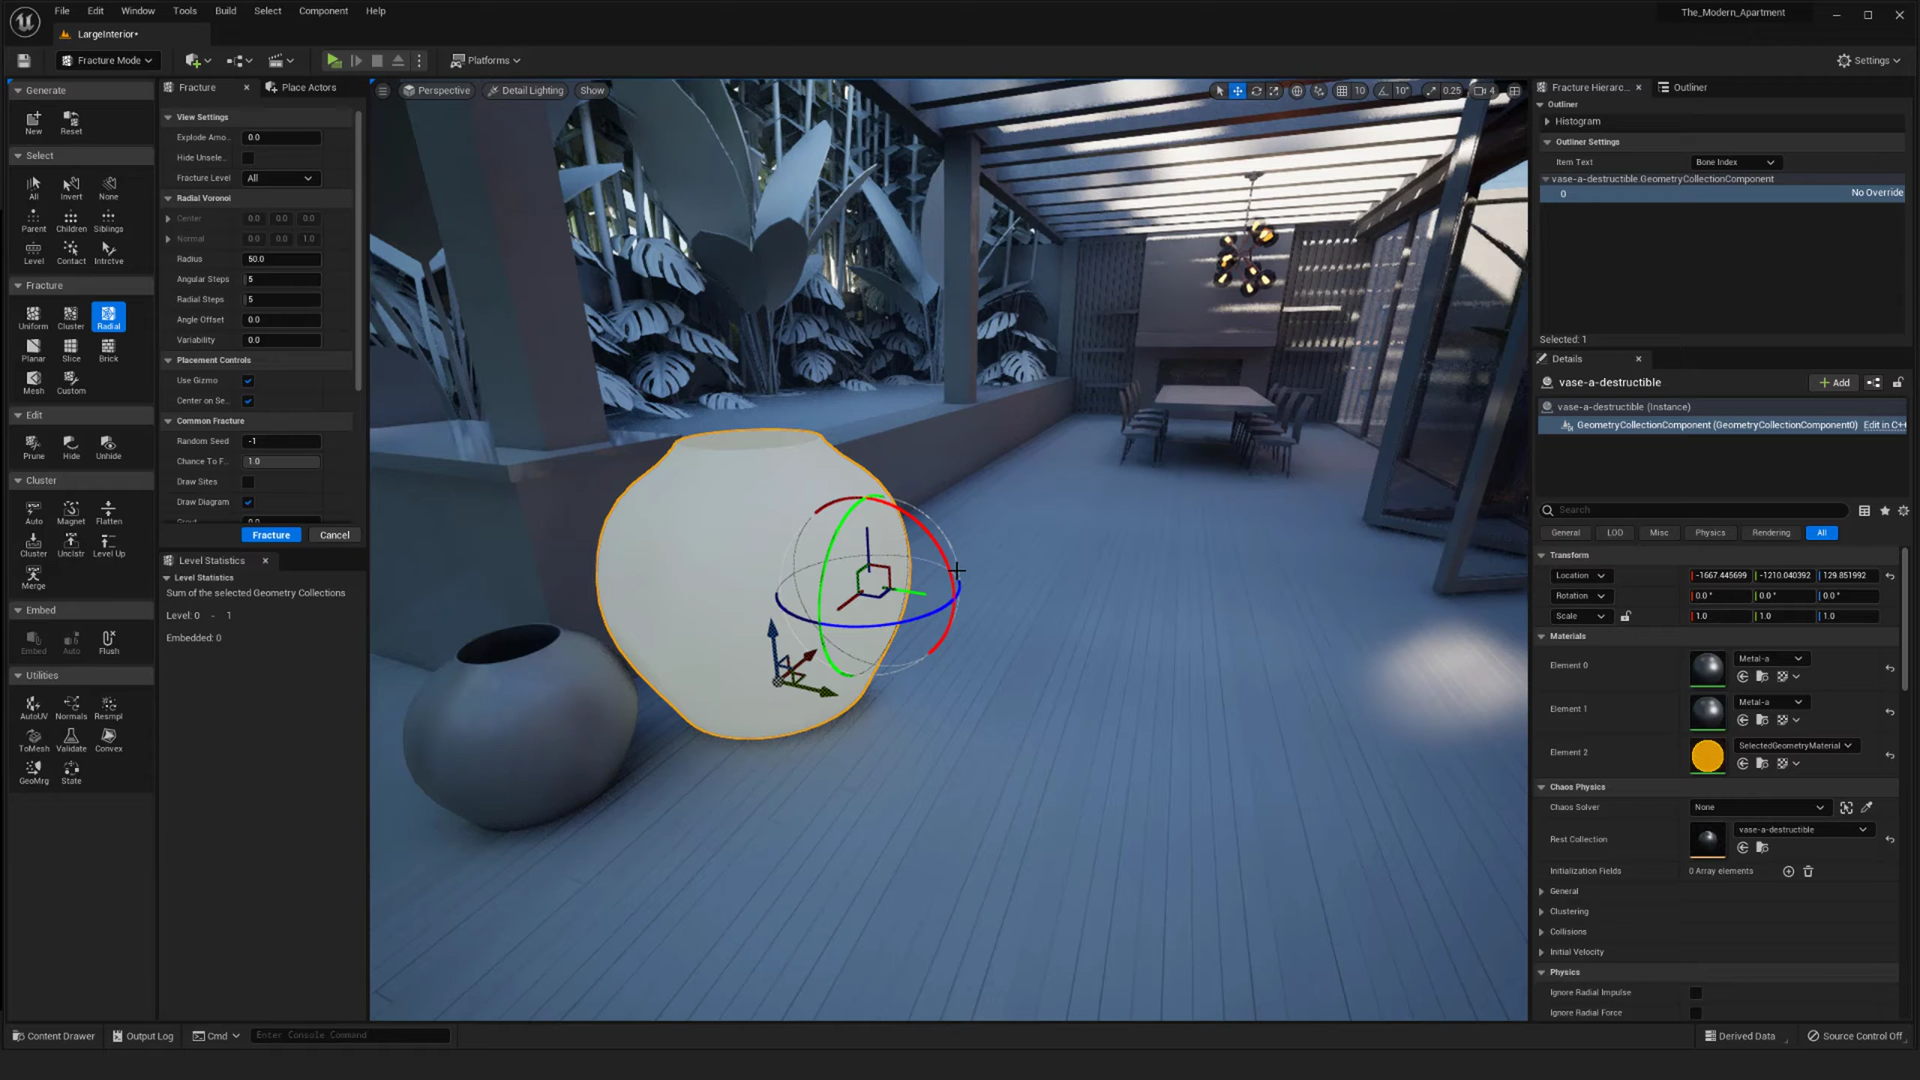 File Edit Window Tools Build Select Component Help
The_Modern_Apartment
LargeInterior*
Fracture Mode
Platforms
Settings
Generate
New Reset
Select
All Invert None
Parent Children Siblings
Level Contact Intrctve
Fracture
Uniform Cluster Radial
Planar Slice Brick
Mesh Custom
Edit
Prune Hide Unhide
Cluster
Auto Magnet Flatten
Cluster Unclstr Level Up
Merge
Embed
Embed Auto Flush
Utilities
AutoUV Normals Resmpl
ToMesh Validate Convex
GeoMrg State
Fracture
Place Actors
View Settings
Explode Amo... 0.0
Hide Unsele...
Fracture Level All
Radial Voronoi
Center 0.0 0.0 0.0
Normal 0.0 0.0 1.0
Radius 50.0
Angular Steps 5
Radial Steps 5
Angle Offset 0.0
Variability 0.0
Placement Controls
Use Gizmo
Center on Se...
Common Fracture
Random Seed -1
Chance To F... 1.0
Draw Sites
Draw Diagram
Fracture Cancel
Level Statistics
Level Statistics
Sum of the selected Geometry Collections
Level: 0 - 1
Embedded: 0
Perspective Detail Lighting Show
10 10° 0.25 4
Fracture Hierarc... Outliner
Outliner
Histogram
Outliner Settings
Item Text Bone Index
vase-a-destructible.GeometryCollectionComponent
0 No Override
Selected: 1
Details
vase-a-destructible
Add
vase-a-destructible (Instance)
GeometryCollectionComponent (GeometryCollectionComponent0) Edit in C++
Search
General LOD Misc Physics Rendering All
Transform
Location -1667.445699 -1210.040392 129.851992
Rotation 0.0 ° 0.0 ° 0.0 °
Scale 1.0 1.0 1.0
Materials
Element 0 Metal-a
Element 1 Metal-a
Element 2 SelectedGeometryMaterial
Chaos Physics
Chaos Solver None
Rest Collection vase-a-destructible
Initialization Fields 0 Array elements
General
Clustering
Collisions
Initial Velocity
Physics
Ignore Radial Impulse
Ignore Radial Force
Content Drawer Output Log Cmd Enter Console Command
Derived Data Source Control Off